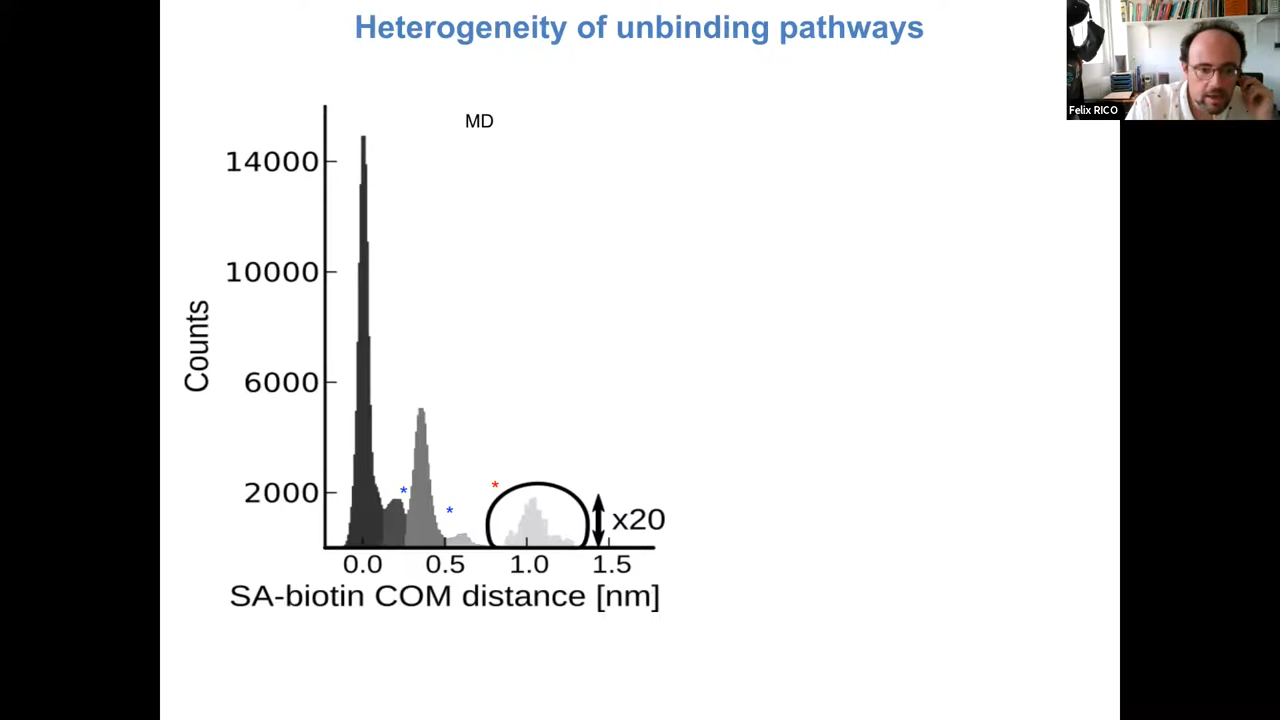 Heterogeneity of unbinding pathways
Felix RICO
MD
14000
10000
6000
2000
Counts
*
*
*
x20
0.0 0.5 1.0 1.5
SA-biotin COM distance [nm]